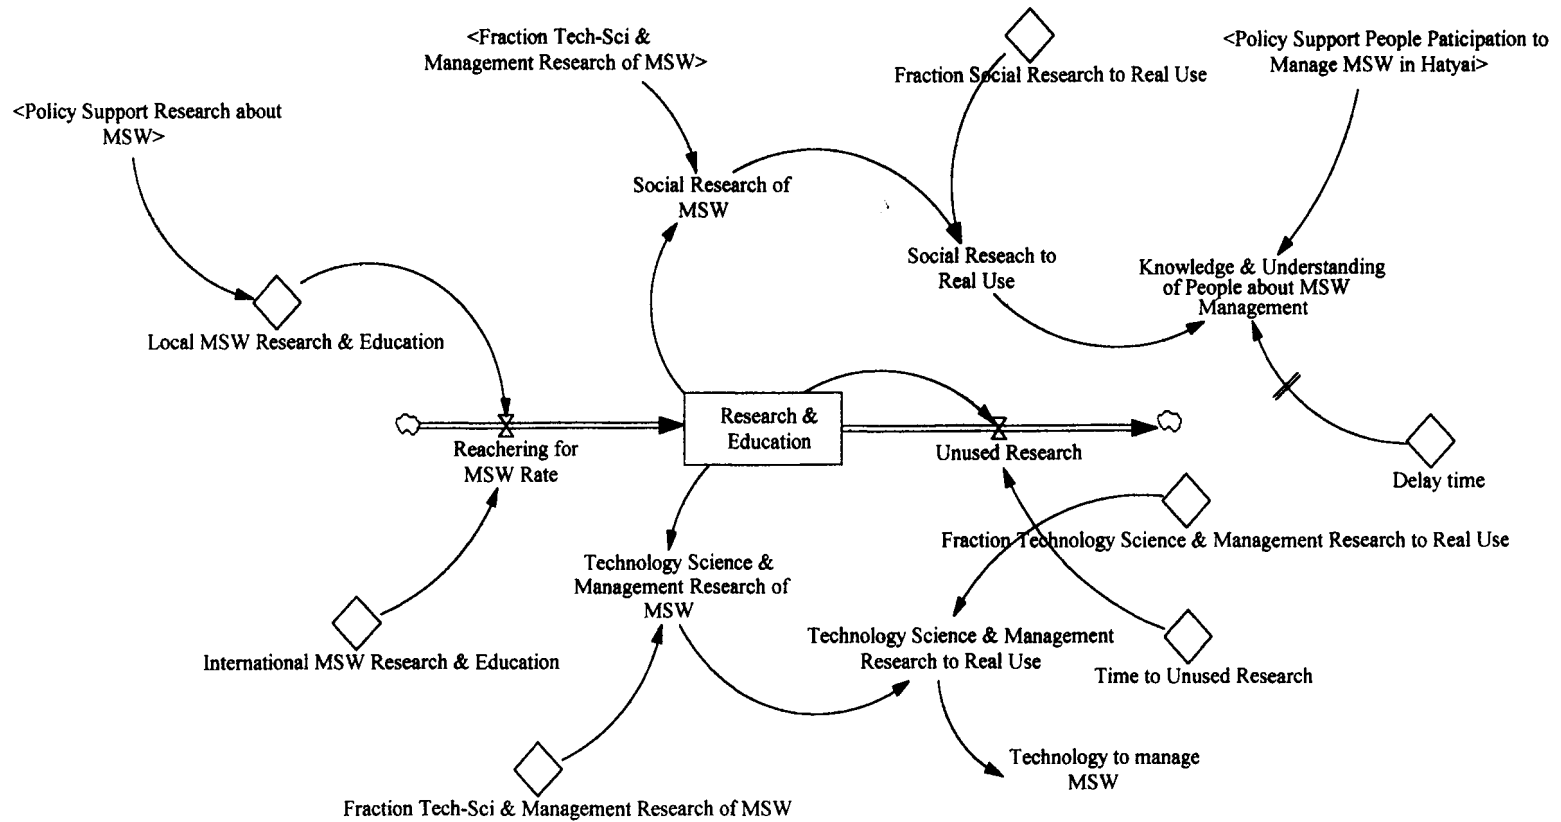 <Fraction Tech-Sci &
Management Research of MSW>
Fraction Social Research to Real Use
<Policy Support People Paticipation to
Manage MSW in Hatyai>
<Policy Support Research about
MSW>
Social Research of
MSW
Social Reseach to
Real Use
Knowledge & Understanding
of People about MSW
Management
Local MSW Research & Education
Research &
Education
Reachering for
MSW Rate
Unused Research
Delay time
Fraction Technology Science & Management Research to Real Use
Technology Science &
Management Research of
MSW
Technology Science & Management
Research to Real Use
International MSW Research & Education
Time to Unused Research
Technology to manage
MSW
Fraction Tech-Sci & Management Research of MSW